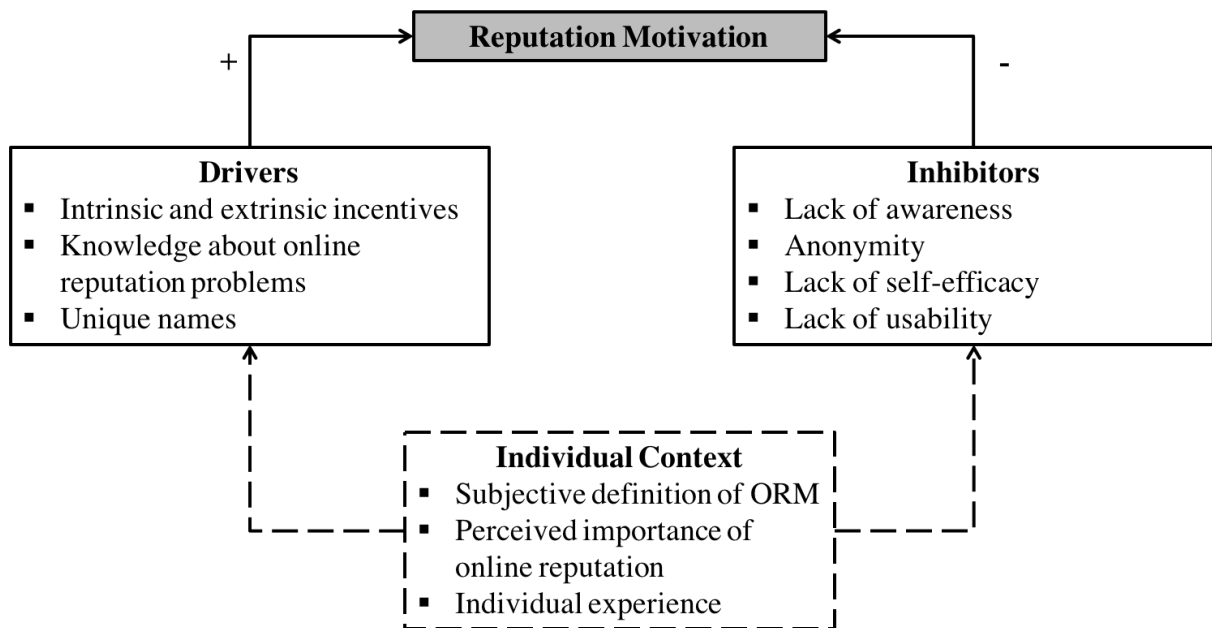 Reputation Motivation
+
-
Drivers
▪ Intrinsic and extrinsic incentives
▪ Knowledge about online
reputation problems
▪ Unique names
Inhibitors
▪ Lack of awareness
▪ Anonymity
▪ Lack of self-efficacy
▪ Lack of usability
Individual Context
▪ Subjective definition of ORM
▪ Perceived importance of
online reputation
▪ Individual experience